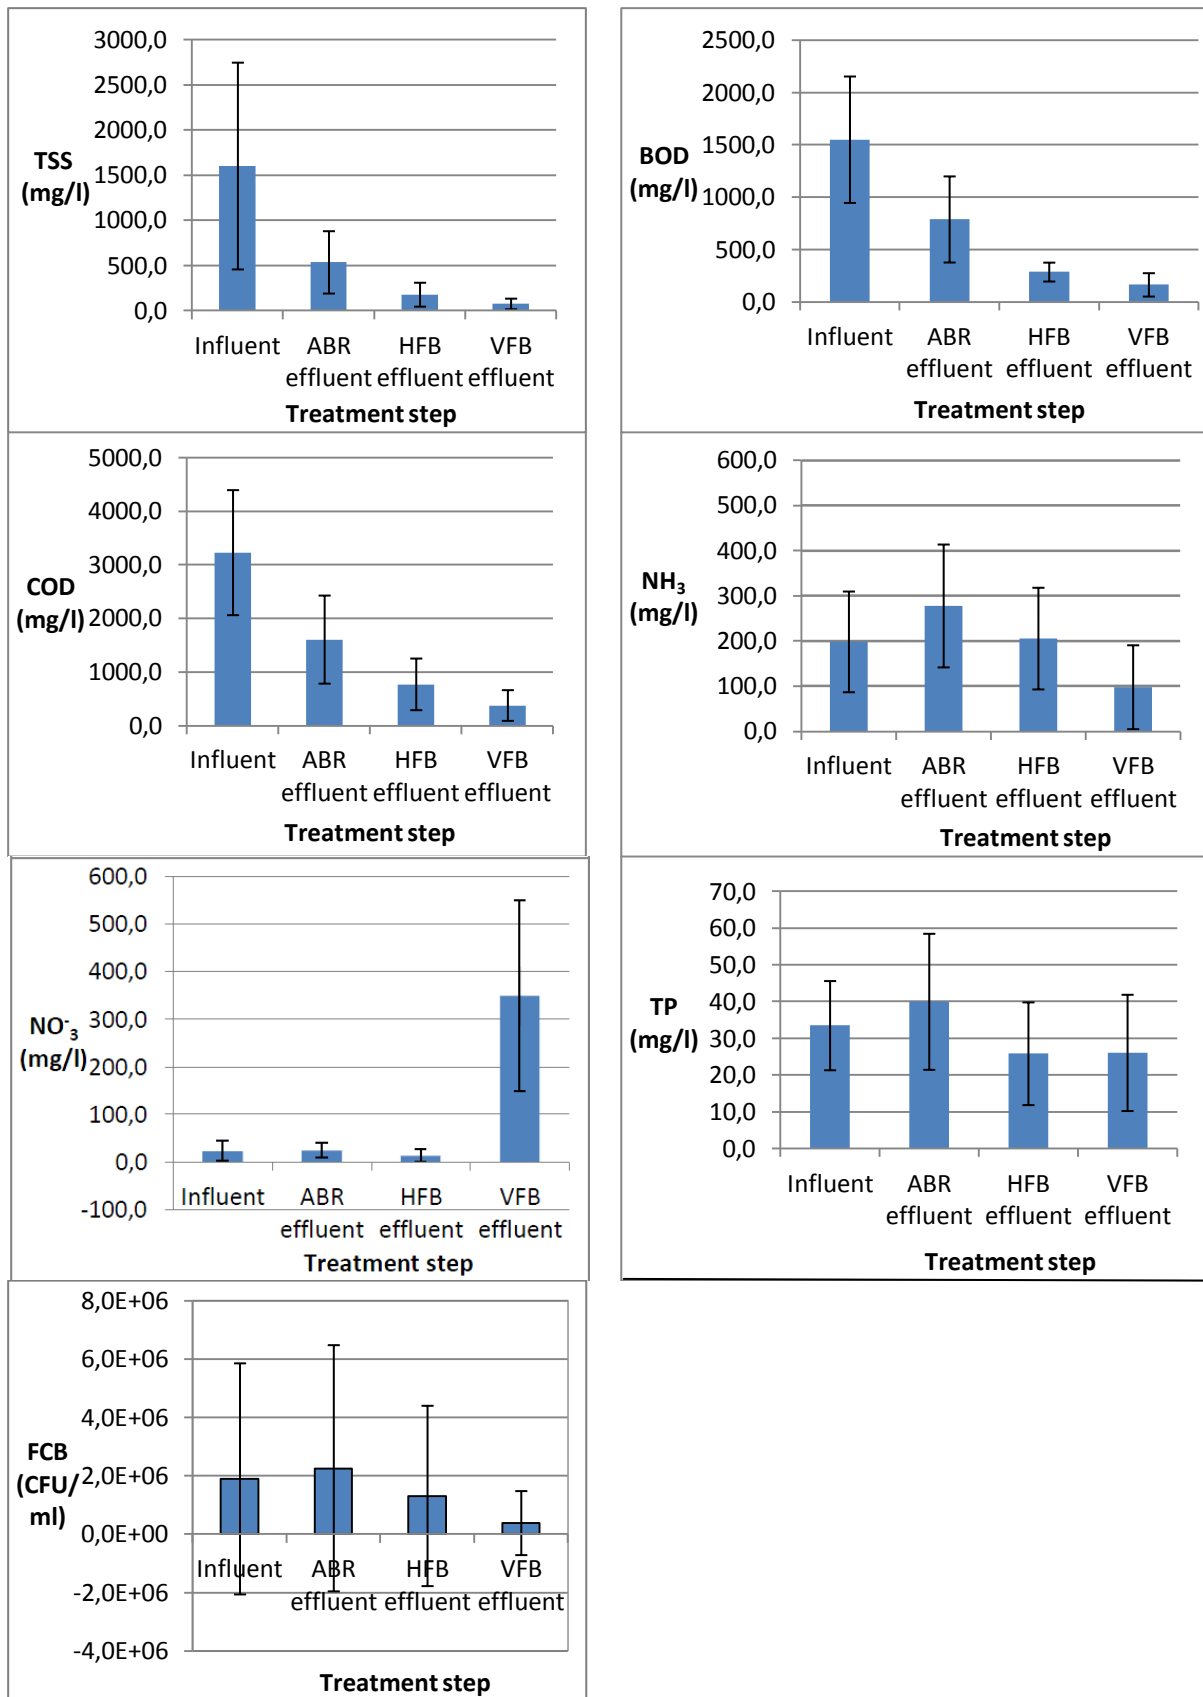 3000,0
2500,0
2000,0
1500,0
1000,0
500,0
0,0
TSS
(mg/l)
Influent ABR HFB VFB
effluent effluent effluent
Treatment step
2500,0
2000,0
1500,0
1000,0
500,0
0,0
BOD
(mg/l)
Influent ABR HFB VFB
effluent effluent effluent
Treatment step
5000,0
4000,0
3000,0
2000,0
1000,0
0,0
COD
(mg/l)
Influent ABR HFB VFB
effluent effluent effluent
Treatment step
600,0
500,0
400,0
300,0
200,0
100,0
0,0
NH₃
(mg/l)
Influent ABR HFB VFB
effluent effluent effluent
Treatment step
600,0
500,0
400,0
300,0
200,0
100,0
0,0
-100,0
NO⁻₃
(mg/l)
Influent ABR HFB VFB
effluent effluent effluent
Treatment step
70,0
60,0
50,0
40,0
30,0
20,0
10,0
0,0
TP
(mg/l)
Influent ABR HFB VFB
effluent effluent effluent
Treatment step
8,0E+06
6,0E+06
4,0E+06
2,0E+06
0,0E+00
-2,0E+06
-4,0E+06
FCB
(CFU/
ml)
Influent ABR HFB VFB
effluent effluent effluent
Treatment step